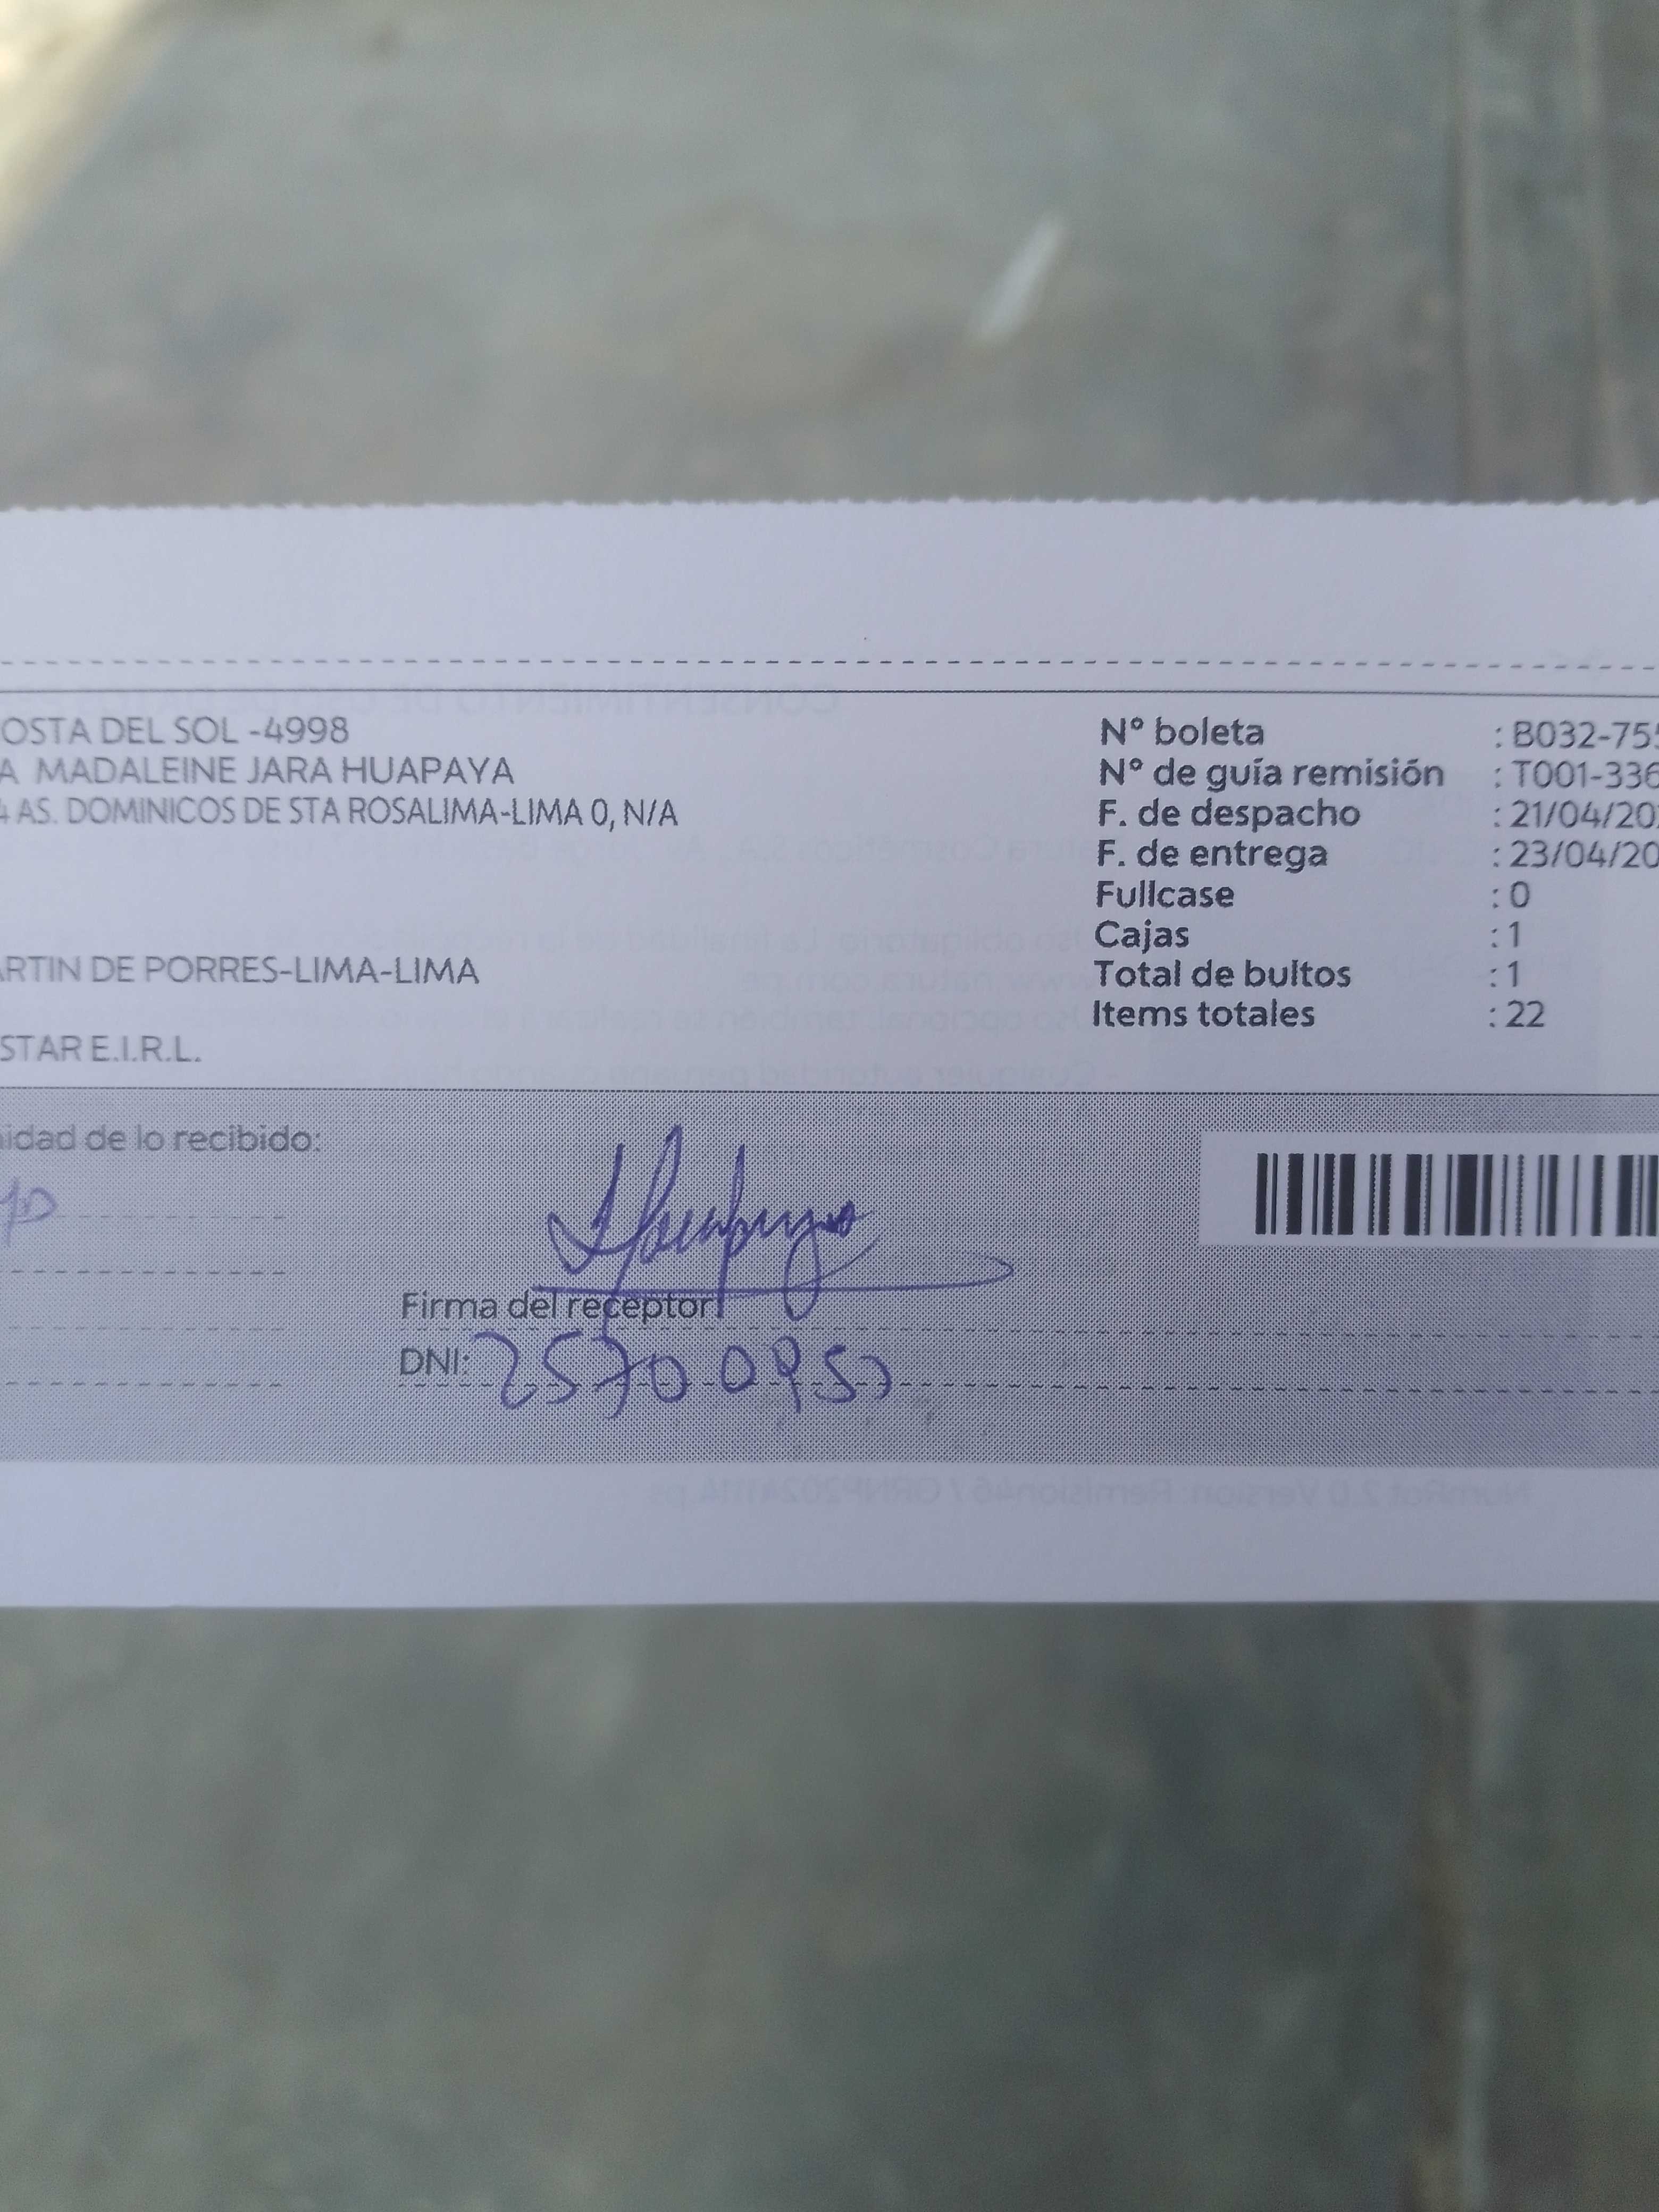 OSTA DEL SOL -4998
A MADALEINE JARA HUAPAYA
4 AS. DOMINICOS DE STA ROSALIMA-LIMA 0, N/A
ARTIN DE PORRES-LIMA-LIMA
STAR E.I.R.L.
Nº boleta : B032-755
Nº de guía remisión : T001-336
F. de despacho : 21/04/20
F. de entrega : 23/04/20
Fullcase : 0
Cajas : 1
Total de bultos : 1
Items totales : 22
idad de lo recibido:
Firma del receptor
DNI: